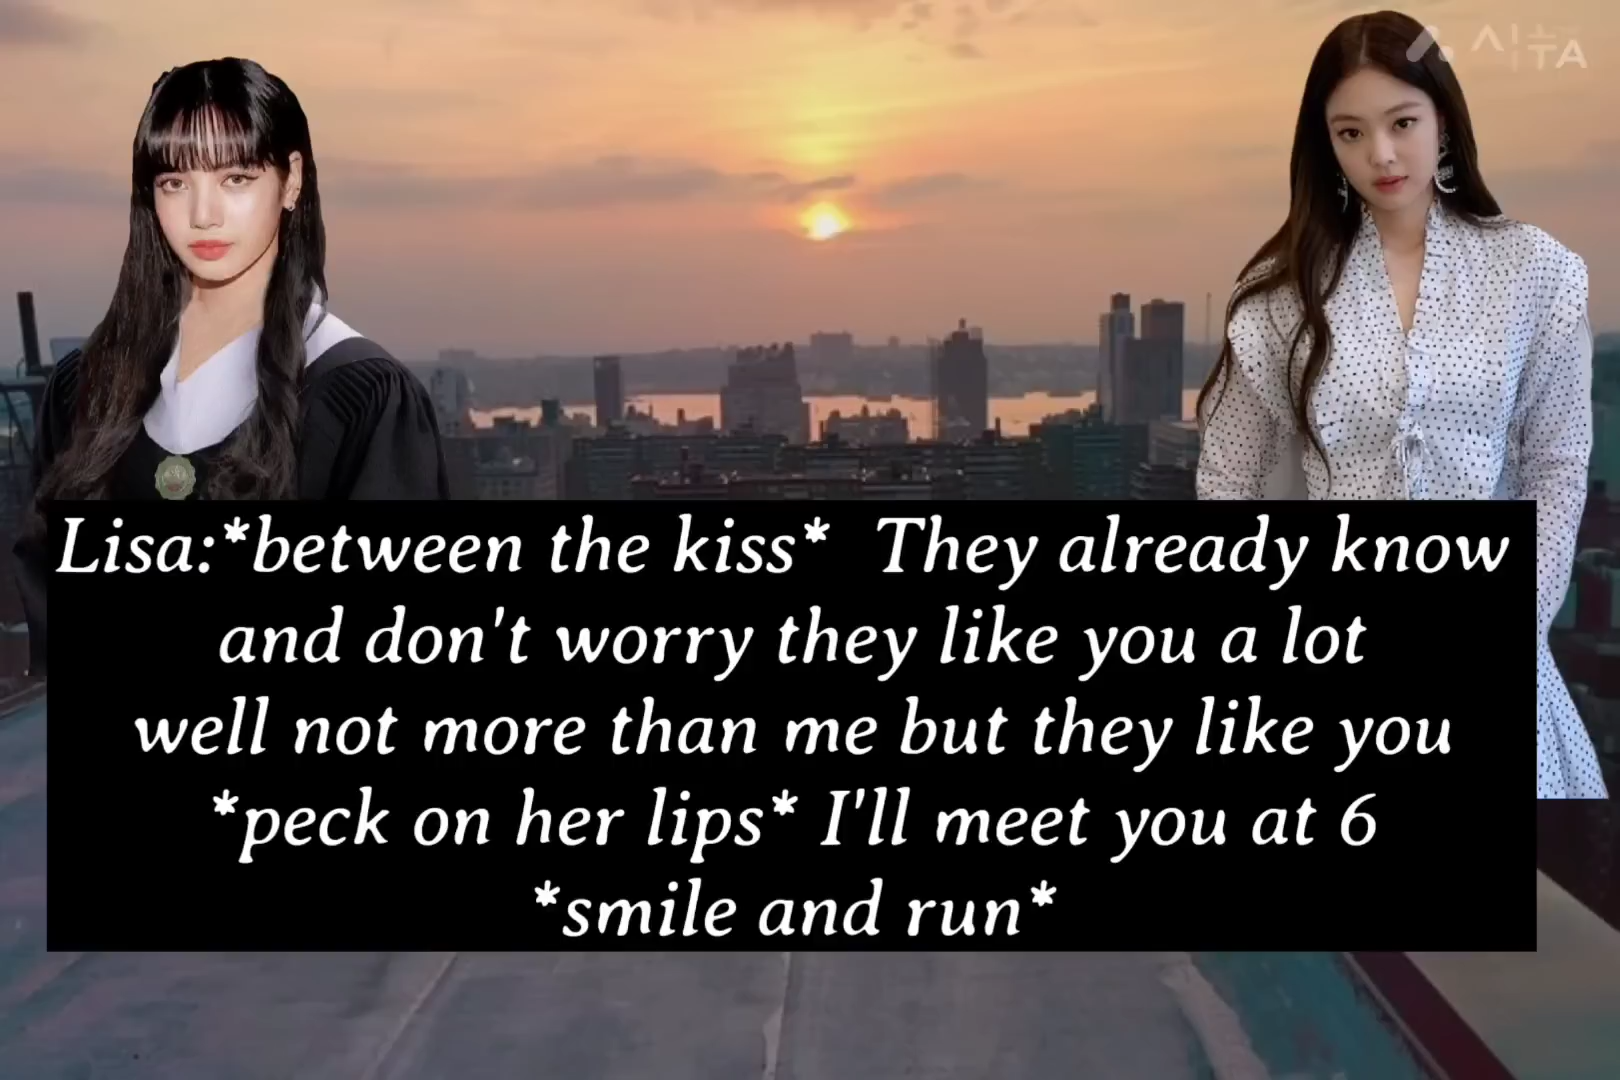 Lisa:*between the kiss* They already know
and don't worry they like you a lot
well not more than me but they like you
*peck on her lips* I'll meet you at 6
*smile and run*